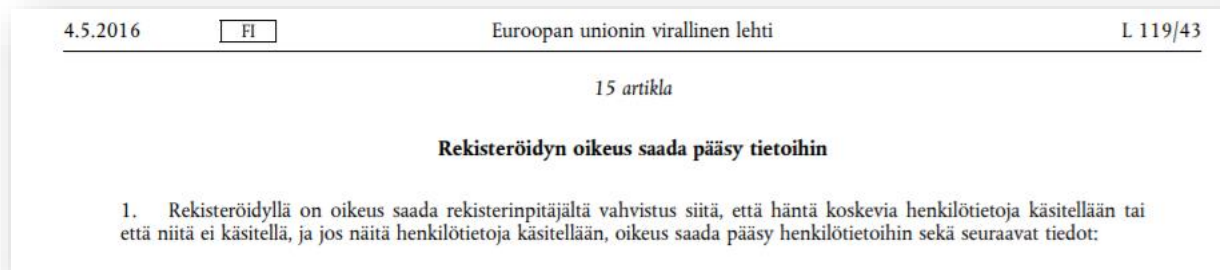 4.5.2016 FI Euroopan unionin virallinen lehti L 119/43
15 artikla
Rekisteröidyn oikeus saada pääsy tietoihin
1. Rekisteröidyllä on oikeus saada rekisterinpitäjältä vahvistus siitä, että häntä koskevia henkilötietoja käsitellään tai
että niitä ei käsitellä, ja jos näitä henkilötietoja käsitellään, oikeus saada pääsy henkilötietoihin sekä seuraavat tiedot: